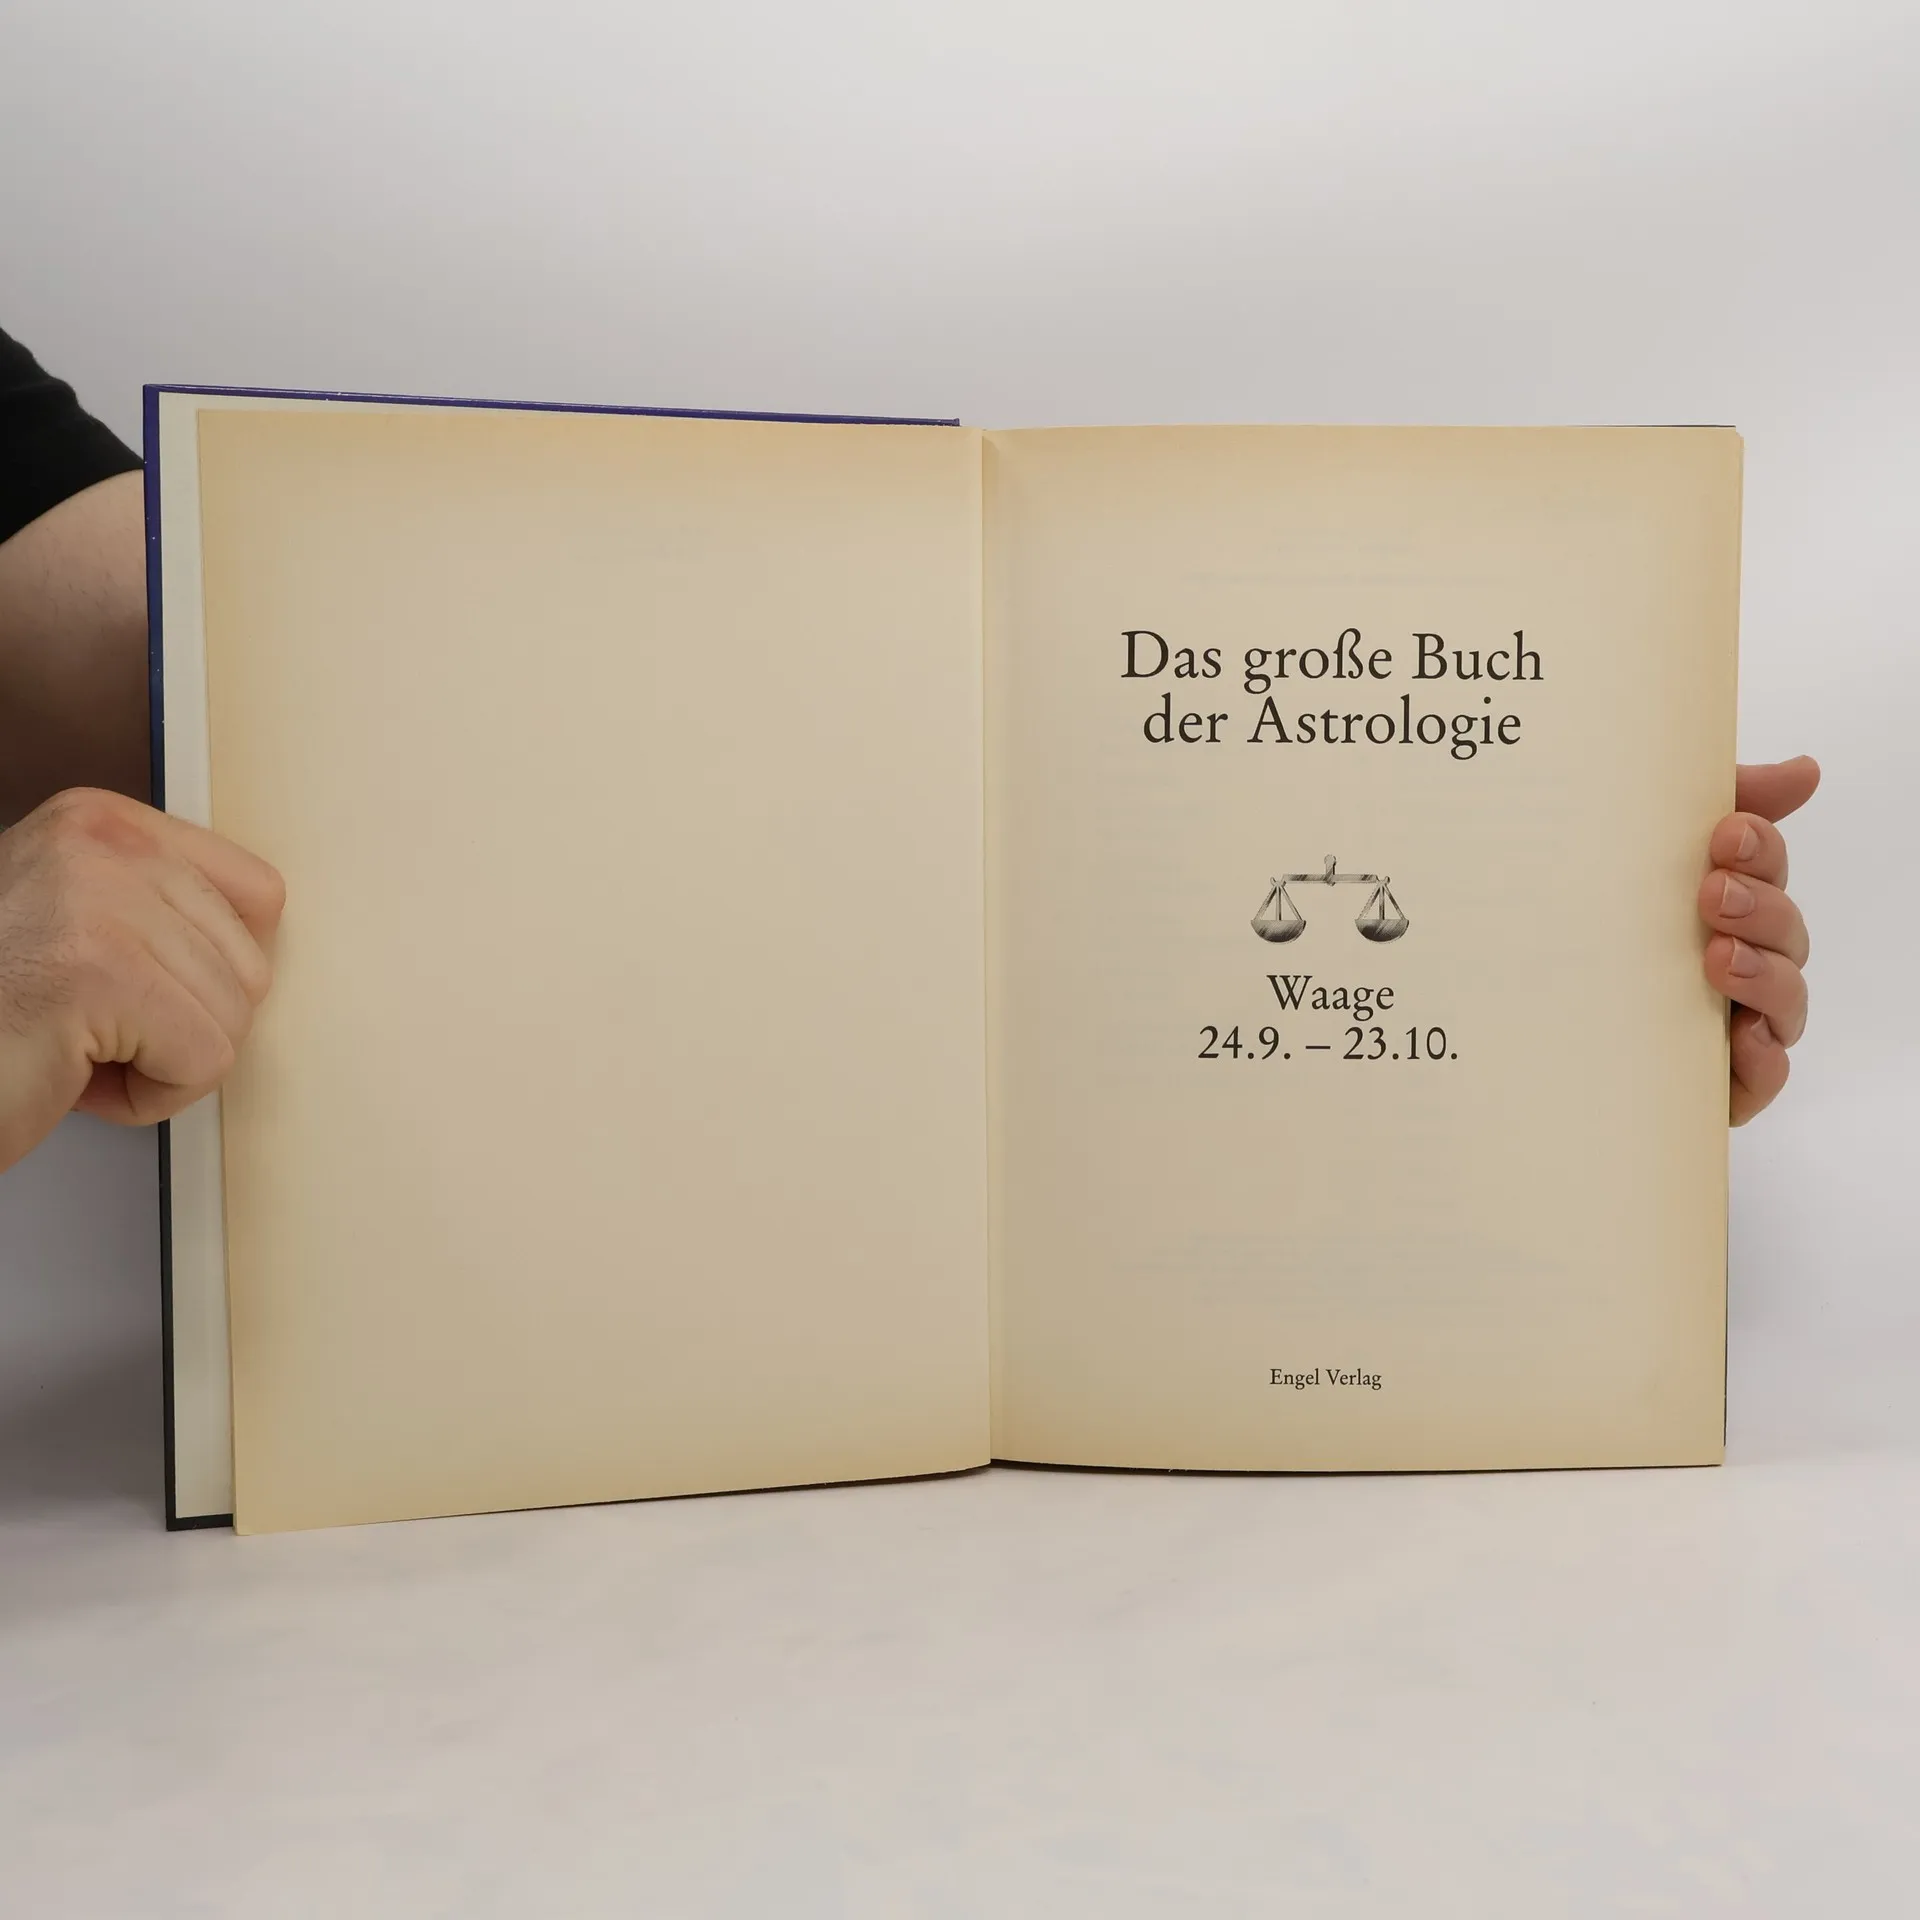 Das große Buch
der Astrologie
Waage
24.9. – 23.10.
Engel Verlag